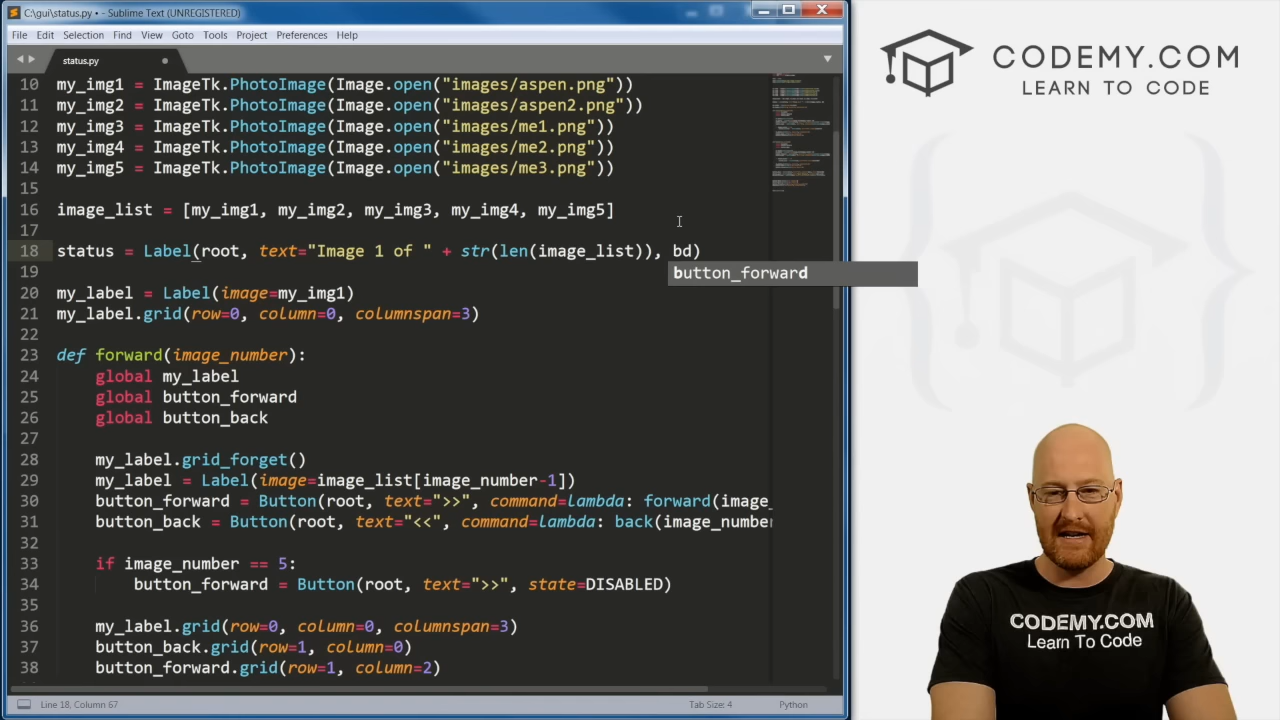 C:\gui\status.py • - Sublime Text (UNREGISTERED)
File Edit Selection Find View Goto Tools Project Preferences Help
status.py
10 my_img1 = ImageTk.PhotoImage(Image.open("images/aspen.png"))
11 my_img2 = ImageTk.PhotoImage(Image.open("images/aspen2.png"))
12 my_img3 = ImageTk.PhotoImage(Image.open("images/me1.png"))
13 my_img4 = ImageTk.PhotoImage(Image.open("images/me2.png"))
14 my_img5 = ImageTk.PhotoImage(Image.open("images/me3.png"))
15
16 image_list = [my_img1, my_img2, my_img3, my_img4, my_img5]
17
18 status = Label(root, text="Image 1 of " + str(len(image_list)), bd)
button_forward
19
20 my_label = Label(image=my_img1)
21 my_label.grid(row=0, column=0, columnspan=3)
22
23 def forward(image_number):
24 global my_label
25 global button_forward
26 global button_back
27
28 my_label.grid_forget()
29 my_label = Label(image=image_list[image_number-1])
30 button_forward = Button(root, text=">>", command=lambda: forward(image_
31 button_back = Button(root, text="<<", command=lambda: back(image_number
32
33 if image_number == 5:
34 button_forward = Button(root, text=">>", state=DISABLED)
35
36 my_label.grid(row=0, column=0, columnspan=3)
37 button_back.grid(row=1, column=0)
38 button_forward.grid(row=1, column=2)
Line 18, Column 67 Tab Size: 4 Python
CODEMY.COM
LEARN TO CODE
CODEMY.COM
Learn To Code